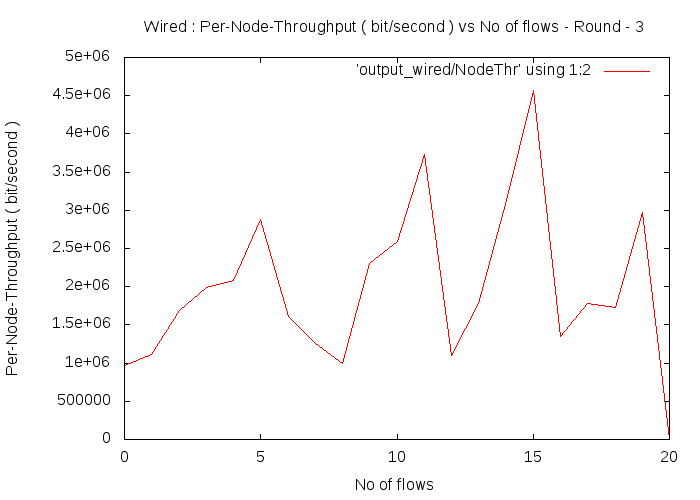 Wired : Per-Node-Throughput ( bit/second ) vs No of flows - Round - 3
5e+06
4.5e+06
4e+06
3.5e+06
3e+06
2.5e+06
2e+06
1.5e+06
1e+06
500000
0
Per-Node-Throughput ( bit/second )
'output_wired/NodeThr' using 1:2
0 5 10 15 20
No of flows